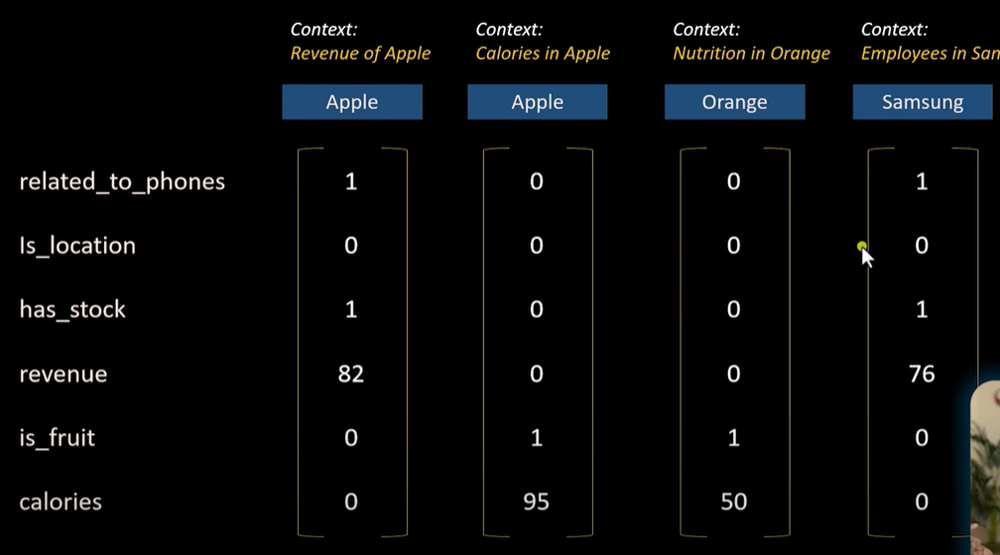 Context: Context: Context: Context:
Revenue of Apple Calories in Apple Nutrition in Orange Employees in
Apple Apple Orange Samsung
related_to_phones 1 0 0 1
Is_location 0 0 0 0
has_stock 1 0 0 1
revenue 82 0 0 76
is_fruit 0 1 1 0
calories 0 95 50 0